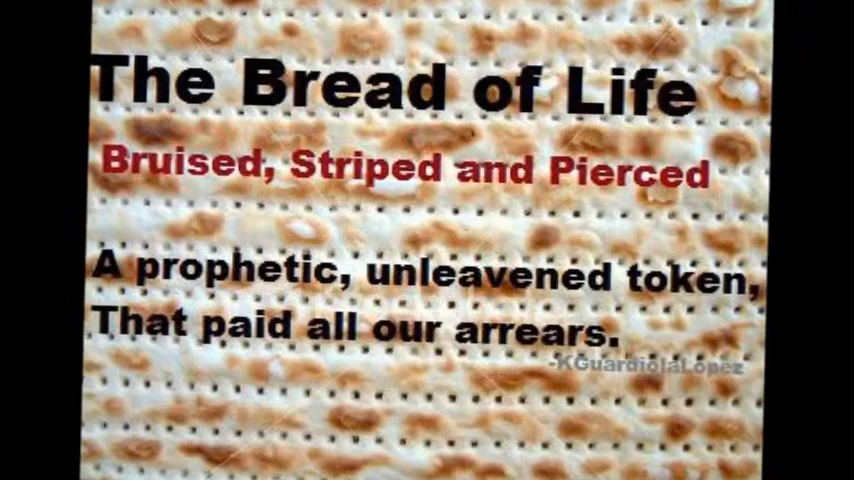 The Bread of Life
Bruised, Striped and Pierced
A prophetic, unleavened token,
That paid all our arrears.
-KGuardiolaLopez